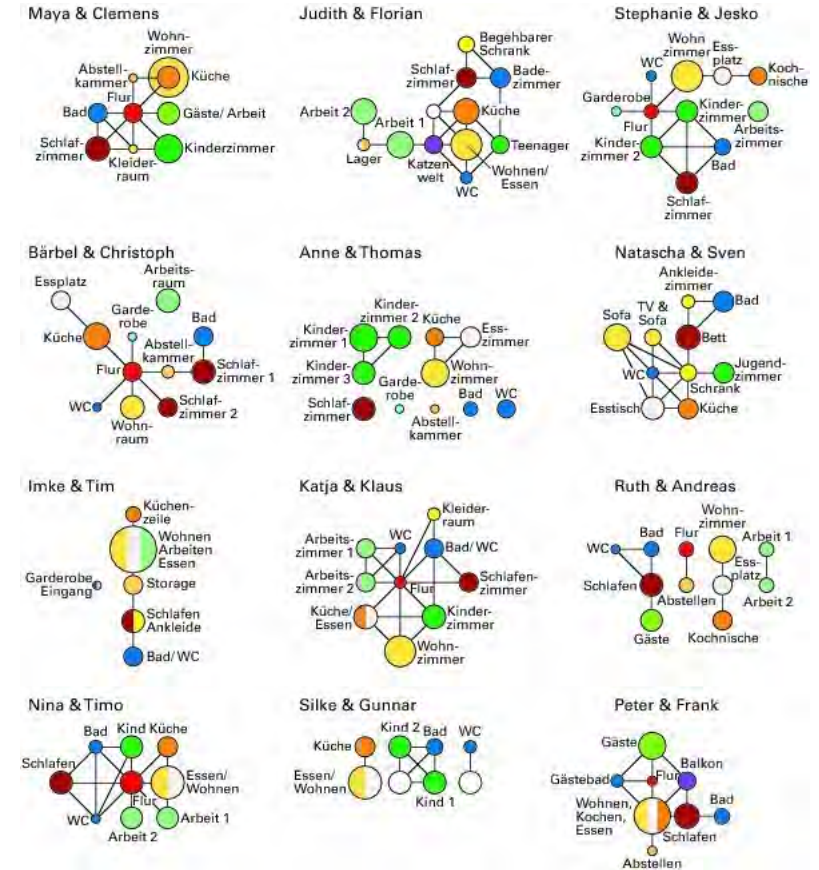 Maya & Clemens
Wohn-
zimmer
Abstell-
kammer
Küche
Flur
Bad
Gäste/ Arbeit
Schlaf-
zimmer
Kleider-
raum
Kinderzimmer
Judith & Florian
Begehbarer
Schrank
Schlaf-
zimmer
Bade-
zimmer
Arbeit 2
Küche
Arbeit 1
Lager
Katzen-
welt
Teenager
Wohnen/
Essen
WC
Stephanie & Jesko
Wohn
zimmer
Ess-
platz
WC
Koch-
nische
Garderobe
Kinder-
zimmer
Flur
Arbeits-
zimmer
Kinder-
zimmer 2
Bad
Schlaf-
zimmer
Bärbel & Christoph
Arbeits-
raum
Essplatz
Garde-
robe
Bad
Küche
Abstell-
kammer
Flur
Schlaf-
zimmer 1
WC
Schlaf-
zimmer 2
Wohn-
raum
Anne & Thomas
Kinder-
zimmer 2
Küche
Kinder-
zimmer 1
Ess-
zimmer
Kinder-
zimmer 3
Wohn-
zimmer
Schlaf-
zimmer
Garde-
robe
Abstell-
kammer
Bad
WC
Natascha & Sven
Ankleide-
zimmer
Bad
Sofa
TV &
Sofa
Bett
WC
Jugend-
zimmer
Schrank
Esstisch
Küche
Imke & Tim
Küchen-
zeile
Wohnen
Arbeiten
Essen
Garderobe
Eingang
Storage
Schlafen
Ankleide
Bad/ WC
Katja & Klaus
Kleider-
raum
Arbeits-
zimmer 1
WC
Bad/ WC
Arbeits-
zimmer 2
Flur
Schlafen-
zimmer
Küche/
Essen
Kinder-
zimmer
Wohn-
zimmer
Ruth & Andreas
Wohn-
zimmer
Bad
Flur
Arbeit 1
WC
Ess-
platz
Schlafen
Abstellen
Arbeit 2
Gäste
Kochnische
Nina & Timo
Bad
Kind
Küche
Schlafen
Essen/
Wohnen
Flur
WC
Arbeit 2
Arbeit 1
Silke & Gunnar
Kind 2
Bad
WC
Küche
Essen/
Wohnen
Kind 1
Peter & Frank
Gäste
Balkon
Gästebad
Flur
Wohnen,
Kochen,
Essen
Bad
Schlafen
Abstellen